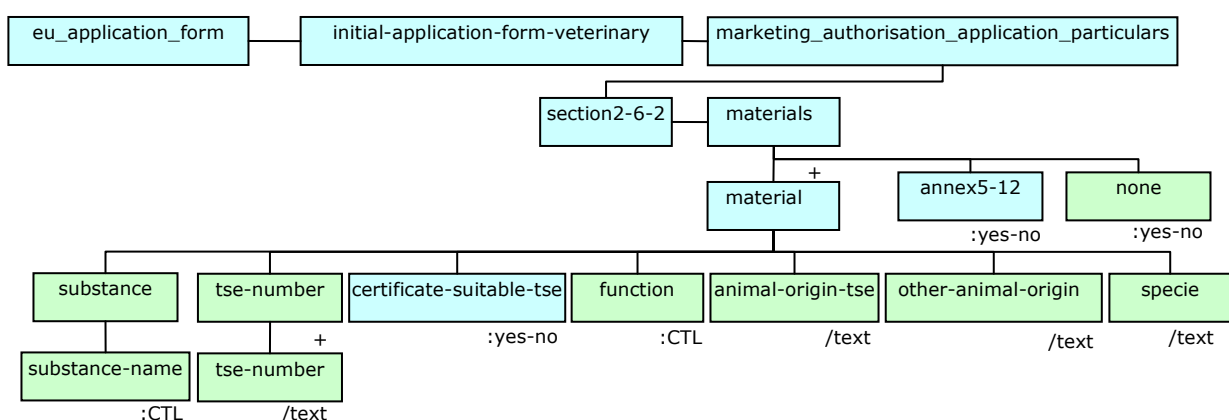 eu_application_form
initial-application-form-veterinary
marketing_authorisation_application_particulars
section2-6-2
materials
+
material
annex5-12
none
:yes-no
:yes-no
substance
tse-number
certificate-suitable-tse
function
animal-origin-tse
other-animal-origin
specie
:yes-no
:CTL
/text
/text
/text
+
substance-name
tse-number
:CTL
/text